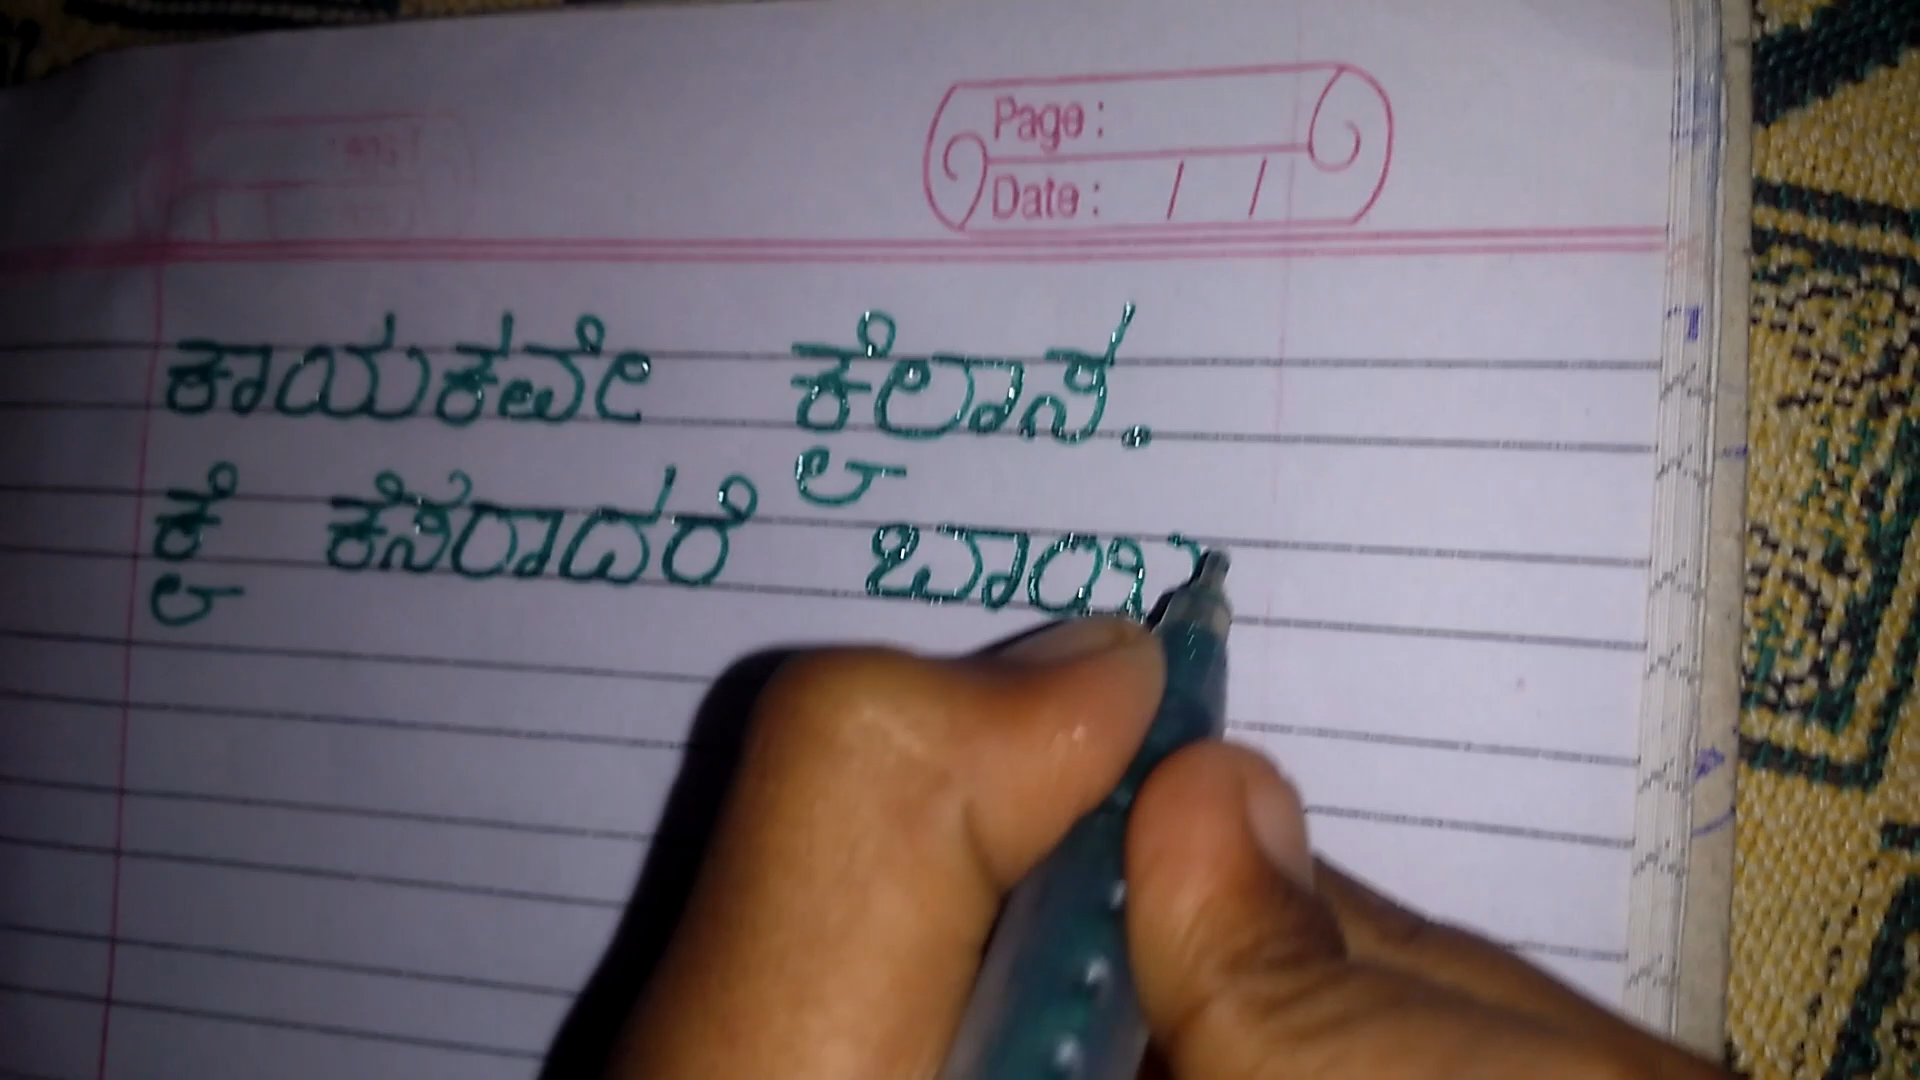 Page :
Date : / /
ಕಾಯಕವೇ ಕೈಲಾಸ.
ಕೈ ಕೆಸರಾದರೆ ಬಾಯಿ